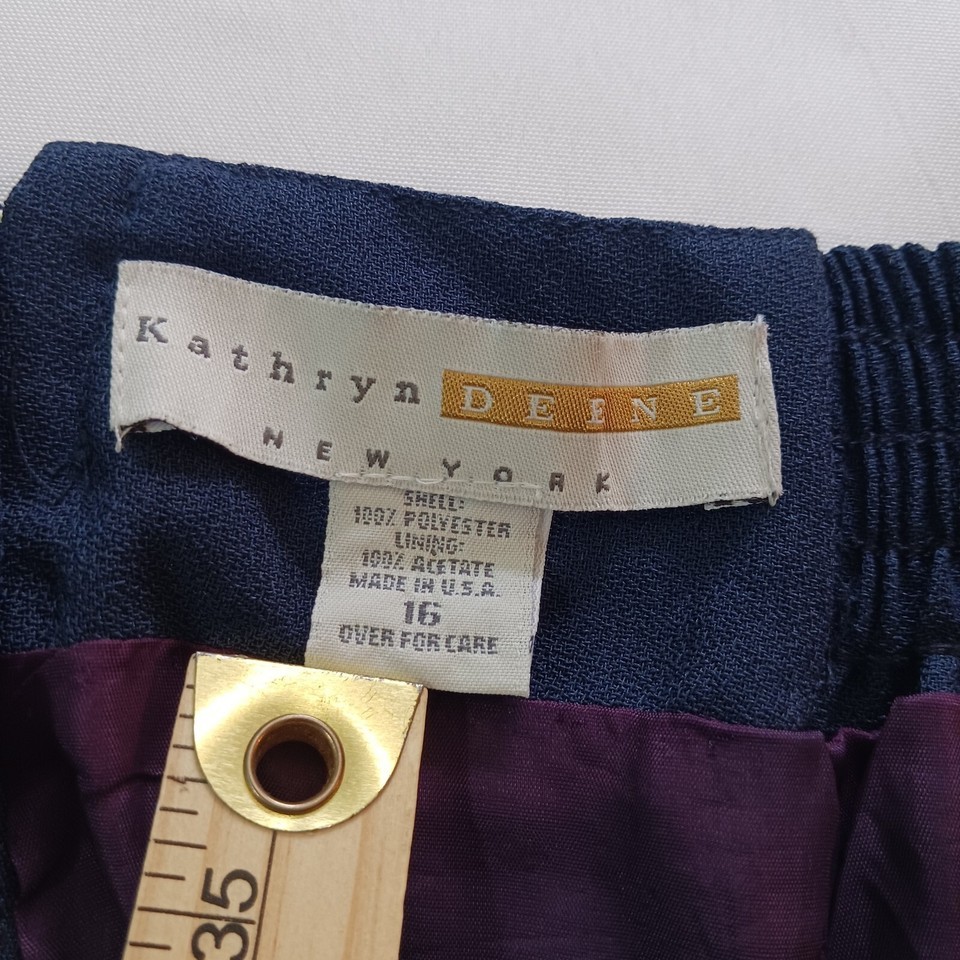 Kathryn DEINE
NEW YORK
SHELL:
100% POLYESTER
LINING:
100% ACETATE
MADE IN U.S.A.
16
OVER FOR CARE
35